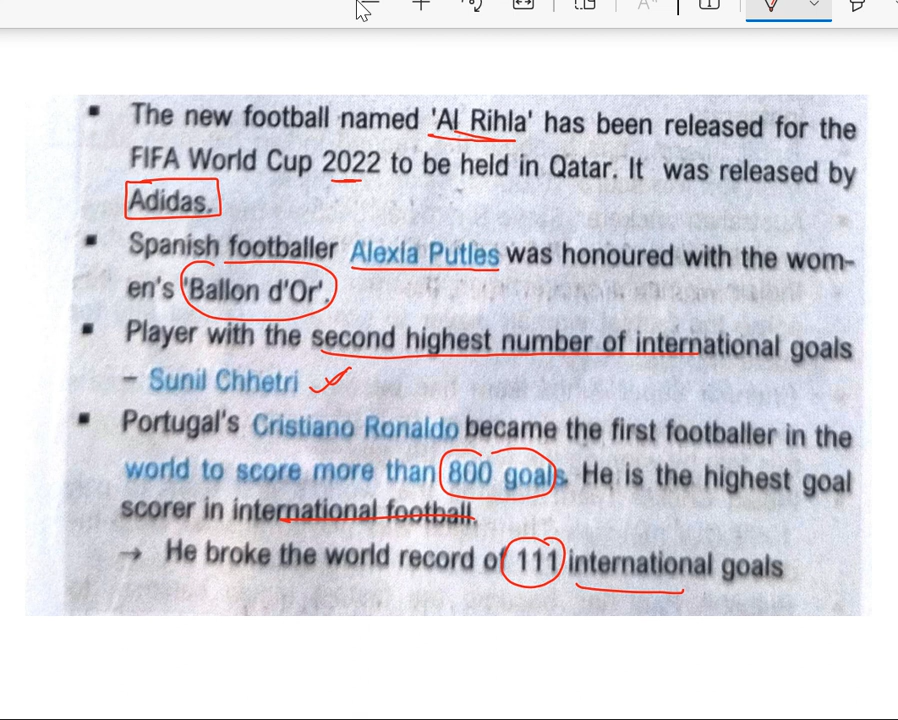 ▪ The new football named 'Al Rihla' has been released for the
FIFA World Cup 2022 to be held in Qatar. It was released by
Adidas.
▪ Spanish footballer Alexia Putles was honoured with the wom-
en's 'Ballon d'Or'.
▪ Player with the second highest number of international goals
– Sunil Chhetri
▪ Portugal's Cristiano Ronaldo became the first footballer in the
world to score more than 800 goals. He is the highest goal
scorer in international football.
→ He broke the world record of 111 international goals